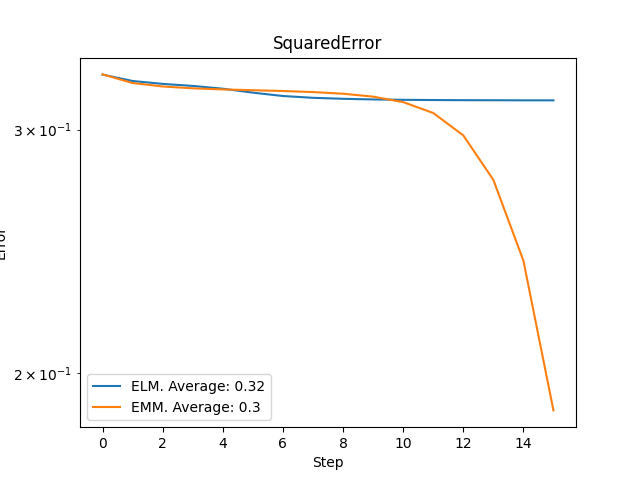 SquaredError
Error
3 × 10⁻¹
2 × 10⁻¹
ELM. Average: 0.32
EMM. Average: 0.3
0 2 4 6 8 10 12 14
Step